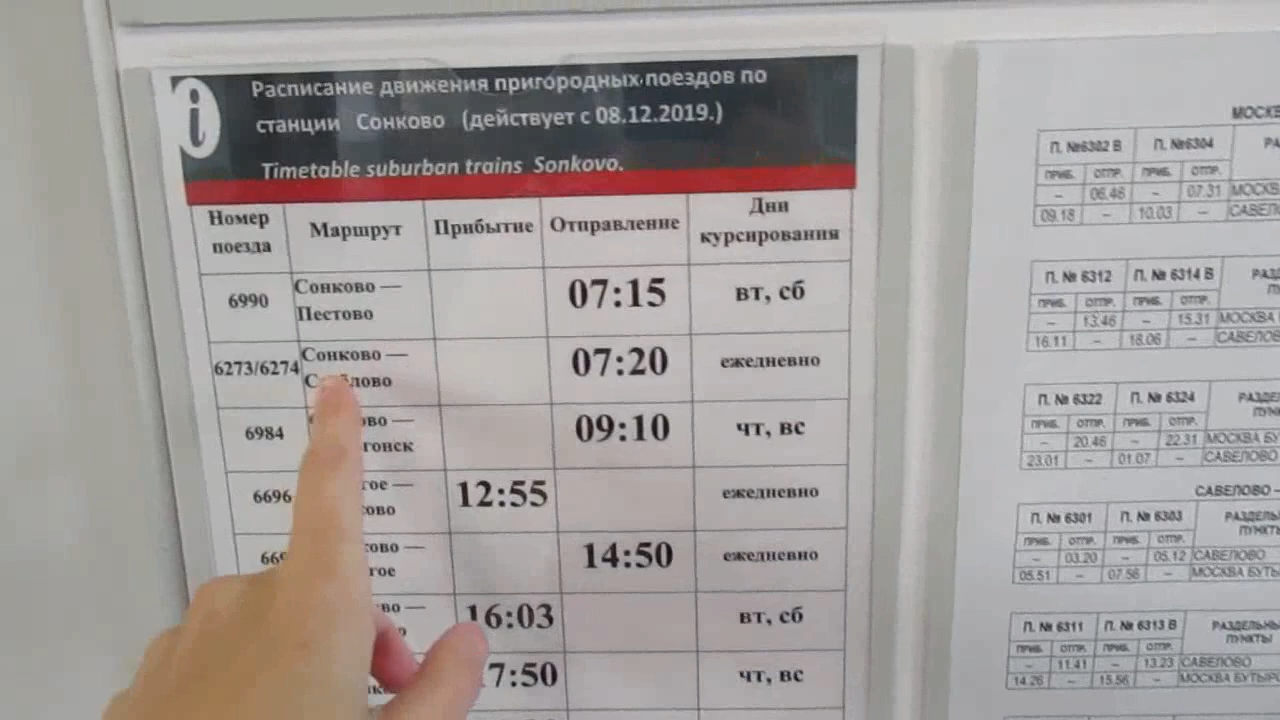 i
Расписание движения пригородных поездов по
станции Сонково (действует с 08.12.2019.)
Timetable suburban trains Sonkovo.
Номер поезда Маршрут Прибытие Отправление Дни курсирования
6990 Сонково — Пестово 07:15 вт, сб
6273/6274 Сонково — 07:20 ежедневно
6984 09:10 чт, вс
6696 12:55 ежедневно
14:50 ежедневно
16:03 вт, сб
чт, вс
П. №6302 В П. №6304
ПРИБ. ОТПР. ПРИБ. ОТПР.
– 06.46 – 07.31
09.18 – 10.03 –
П. № 6312 П. № 6314 В
ПРИБ. ОТПР. ПРИБ. ОТПР.
– 13.46 – 15.31 МОСКВА
16.11 – 18.06 –
П. № 6322 П. № 6324
ПРИБ. ОТПР. ПРИБ. ОТПР.
– 20.46 – 22.31 МОСКВА
23.01 – 01.07 – САВЕЛОВО
САВЕЛОВО –
П. № 6301 П. № 6303
ПРИБ. ОТПР. ПРИБ. ОТПР.
– 03.20 – 05.12 САВЕЛОВО
05.51 – 07.56 – МОСКВА
П. № 6311 П. № 6313 В
ПРИБ. ОТПР. ПРИБ. ОТПР.
– 11.41 – 13.23 САВЕЛОВО
14.26 – 15.56 – МОСКВА